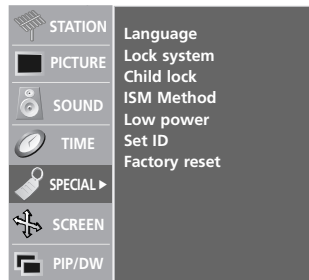 STATION
PICTURE
SOUND
TIME
SPECIAL ▶
SCREEN
PIP/DW
Language
Lock system
Child lock
ISM Method
Low power
Set ID
Factory reset